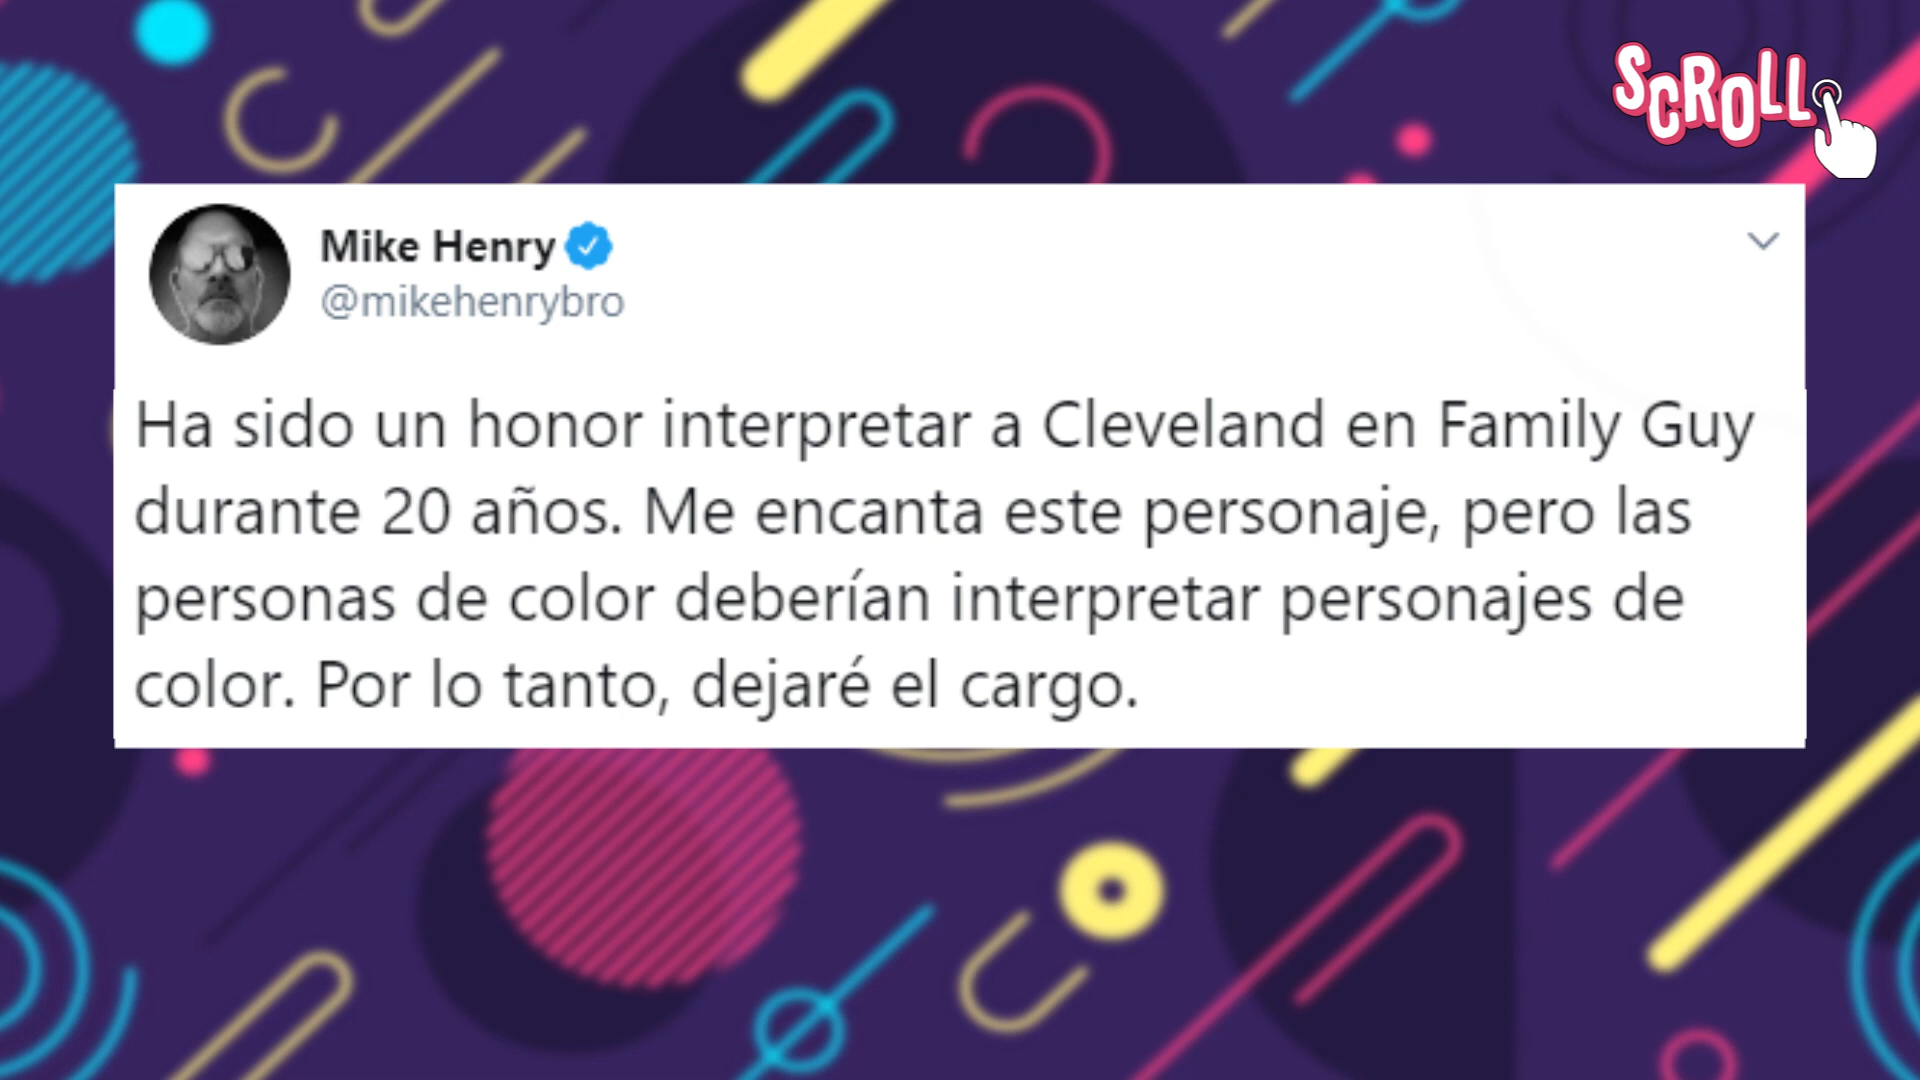 SCROLL
Mike Henry
@mikehenrybro
Ha sido un honor interpretar a Cleveland en Family Guy
durante 20 años. Me encanta este personaje, pero las
personas de color deberían interpretar personajes de
color. Por lo tanto, dejaré el cargo.